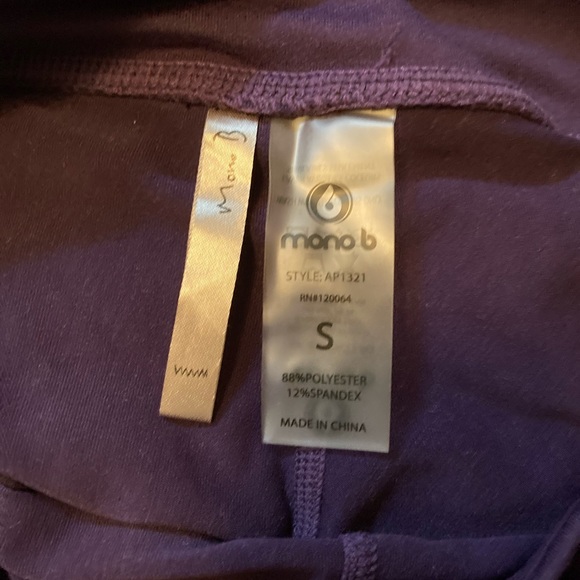 Mono B
mono b
STYLE: AP1321
RN#120064
S
88%POLYESTER
12%SPANDEX
MADE IN CHINA